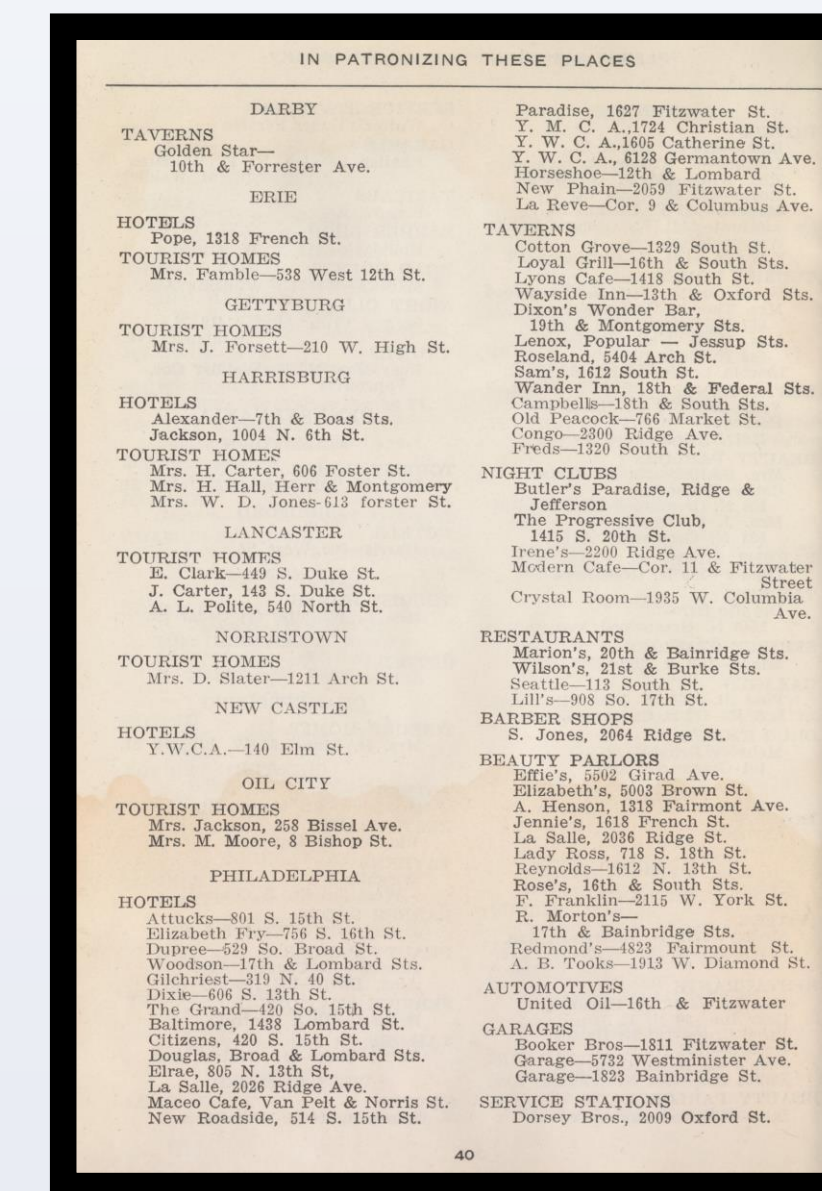 IN PATRONIZING THESE PLACES
DARBY
TAVERNS
Golden Star—
10th & Forrester Ave.
ERIE
HOTELS
Pope, 1318 French St.
TOURIST HOMES
Mrs. Famble—538 West 12th St.
GETTYBURG
TOURIST HOMES
Mrs. J. Forsett—210 W. High St.
HARRISBURG
HOTELS
Alexander—7th & Boas Sts.
Jackson, 1004 N. 6th St.
TOURIST HOMES
Mrs. H. Carter, 606 Foster St.
Mrs. H. Hall, Herr & Montgomery
Mrs. W. D. Jones-613 forster St.
LANCASTER
TOURIST HOMES
E. Clark—449 S. Duke St.
J. Carter, 143 S. Duke St.
A. L. Polite, 540 North St.
NORRISTOWN
TOURIST HOMES
Mrs. D. Slater—1211 Arch St.
NEW CASTLE
HOTELS
Y.W.C.A.—140 Elm St.
OIL CITY
TOURIST HOMES
Mrs. Jackson, 258 Bissel Ave.
Mrs. M. Moore, 8 Bishop St.
PHILADELPHIA
HOTELS
Attucks—801 S. 15th St.
Elizabeth Fry—756 S. 16th St.
Dupree—529 So. Broad St.
Woodson—17th & Lombard Sts.
Gilchriest—319 N. 40 St.
Dixie—606 S. 13th St.
The Grand—420 So. 15th St.
Baltimore, 1438 Lombard St.
Citizens, 420 S. 15th St.
Douglas, Broad & Lombard Sts.
Elrae, 805 N. 13th St,
La Salle, 2026 Ridge Ave.
Maceo Cafe, Van Pelt & Norris St.
New Roadside, 514 S. 15th St.
Paradise, 1627 Fitzwater St.
Y. M. C. A.,1724 Christian St.
Y. W. C. A.,1605 Catherine St.
Y. W. C. A., 6128 Germantown Ave.
Horseshoe—12th & Lombard
New Phain—2059 Fitzwater St.
La Reve—Cor. 9 & Columbus Ave.
TAVERNS
Cotton Grove—1329 South St.
Loyal Grill—16th & South Sts.
Lyons Cafe—1418 South St.
Wayside Inn—13th & Oxford Sts.
Dixon's Wonder Bar,
19th & Montgomery Sts.
Lenox, Popular — Jessup Sts.
Roseland, 5404 Arch St.
Sam's, 1612 South St.
Wander Inn, 18th & Federal Sts.
Campbells—18th & South Sts.
Old Peacock—766 Market St.
Congo—2300 Ridge Ave.
Freds—1320 South St.
NIGHT CLUBS
Butler's Paradise, Ridge &
Jefferson
The Progressive Club,
1415 S. 20th St.
Irene's—2200 Ridge Ave.
Modern Cafe—Cor. 11 & Fitzwater
Street
Crystal Room—1935 W. Columbia
Ave.
RESTAURANTS
Marion's, 20th & Bainridge Sts.
Wilson's, 21st & Burke Sts.
Seattle—113 South St.
Lill's—908 So. 17th St.
BARBER SHOPS
S. Jones, 2064 Ridge St.
BEAUTY PARLORS
Effie's, 5502 Girad Ave.
Elizabeth's, 5003 Brown St.
A. Henson, 1318 Fairmont Ave.
Jennie's, 1618 French St.
La Salle, 2036 Ridge St.
Lady Ross, 718 S. 18th St.
Reynolds—1612 N. 13th St.
Rose's, 16th & South Sts.
F. Franklin—2115 W. York St.
R. Morton's—
17th & Bainbridge Sts.
Redmond's—4823 Fairmount St.
A. B. Tooks—1913 W. Diamond St.
AUTOMOTIVES
United Oil—16th & Fitzwater
GARAGES
Booker Bros—1811 Fitzwater St.
Garage—5732 Westminister Ave.
Garage—1823 Bainbridge St.
SERVICE STATIONS
Dorsey Bros., 2009 Oxford St.
40